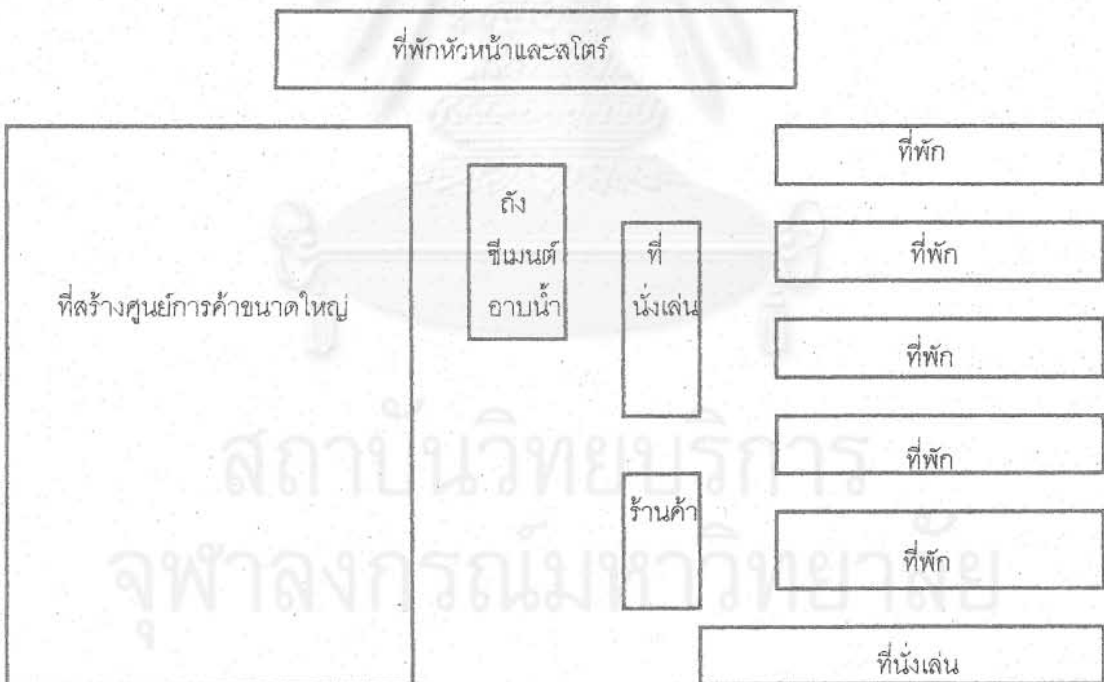 ที่พักหัวหน้าและสโตร์
ที่สร้างศูนย์การค้าขนาดใหญ่
ถัง
ซีเมนต์
อาบน้ำ
ที่
นั่งเล่น
ร้านค้า
ที่พัก
ที่พัก
ที่พัก
ที่พัก
ที่พัก
ที่นั่งเล่น
สถาบันวิทยบริการ
จุฬาลงกรณ์มหาวิทยาลัย